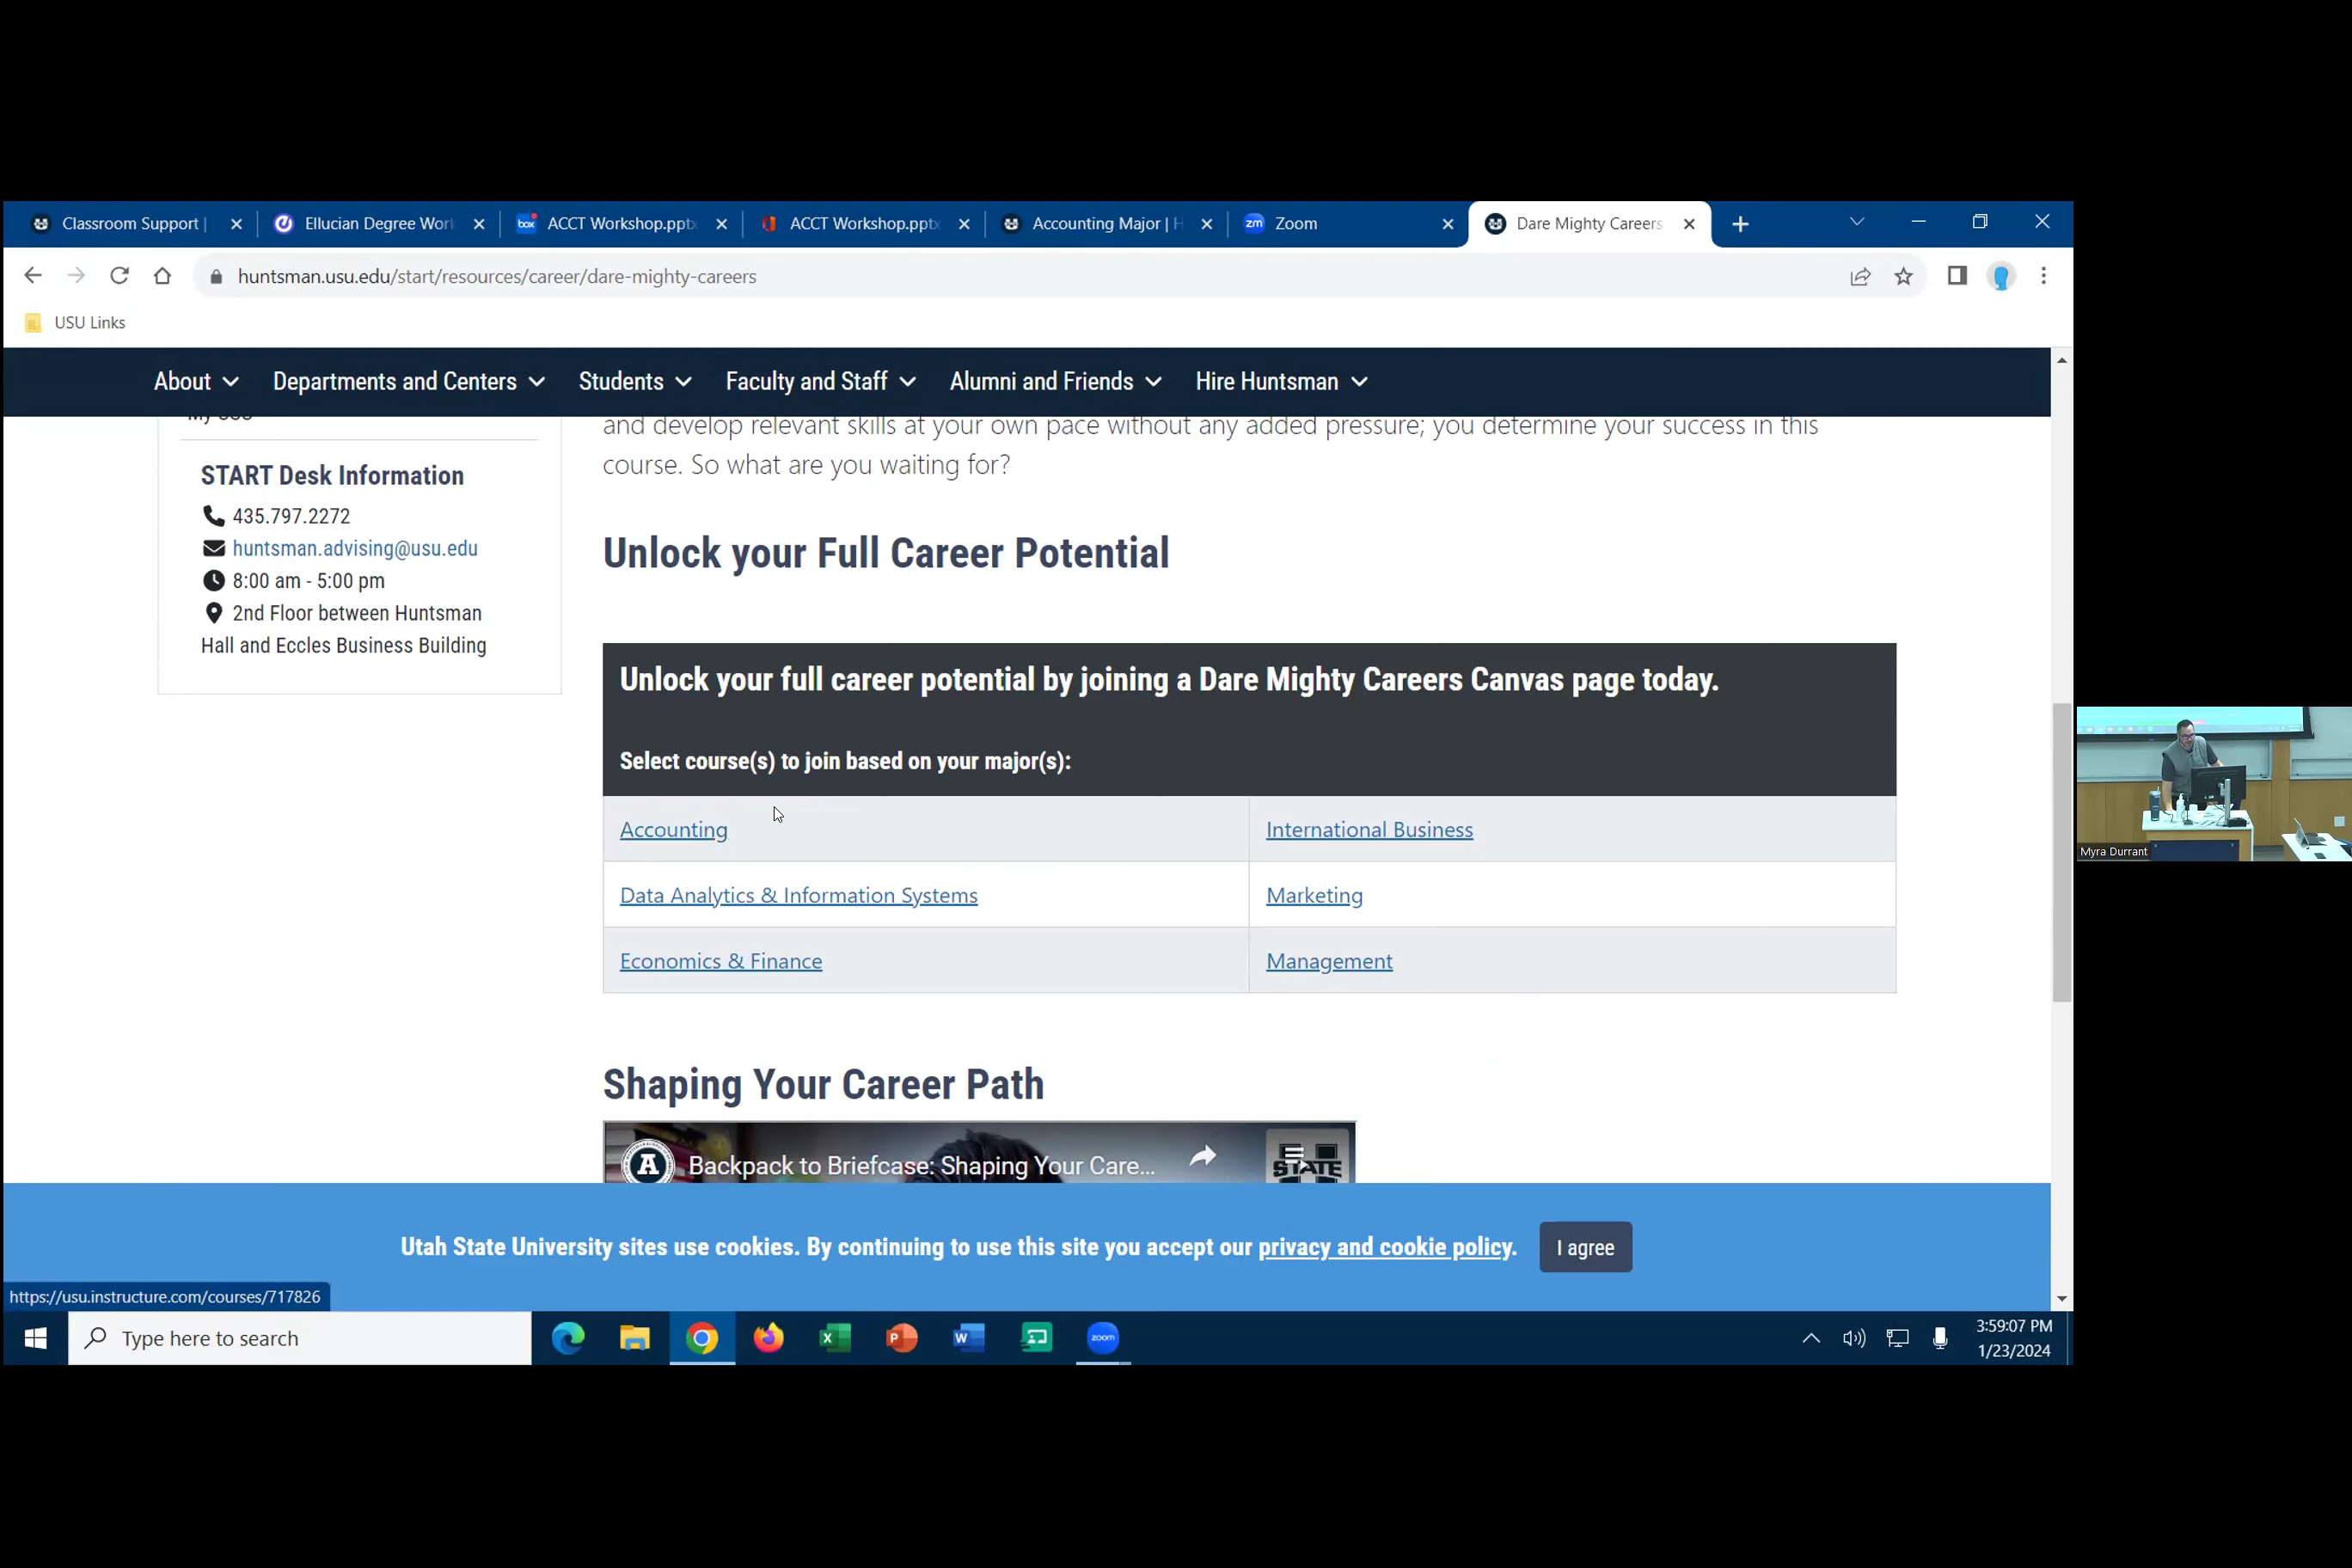 Classroom Support |
Ellucian Degree Wor
box
ACCT Workshop.pptx
ACCT Workshop.pptx
Accounting Major | H
zm
Zoom
Dare Mighty Careers
huntsman.usu.edu/start/resources/career/dare-mighty-careers
USU Links
About
Departments and Centers
Students
Faculty and Staff
Alumni and Friends
Hire Huntsman
START Desk Information
435.797.2272
huntsman.advising@usu.edu
8:00 am - 5:00 pm
2nd Floor between Huntsman
Hall and Eccles Business Building
and develop relevant skills at your own pace without any added pressure; you determine your success in this
course. So what are you waiting for?
Unlock your Full Career Potential
Unlock your full career potential by joining a Dare Mighty Careers Canvas page today.
Select course(s) to join based on your major(s):
Accounting
International Business
Data Analytics & Information Systems
Marketing
Economics & Finance
Management
Shaping Your Career Path
A
Backpack to Briefcase: Shaping Your Care...
STATE
Utah State University sites use cookies. By continuing to use this site you accept our privacy and cookie policy.
I agree
https://usu.instructure.com/courses/717826
Type here to search
zoom
3:59:07 PM
1/23/2024
Myra Durrant